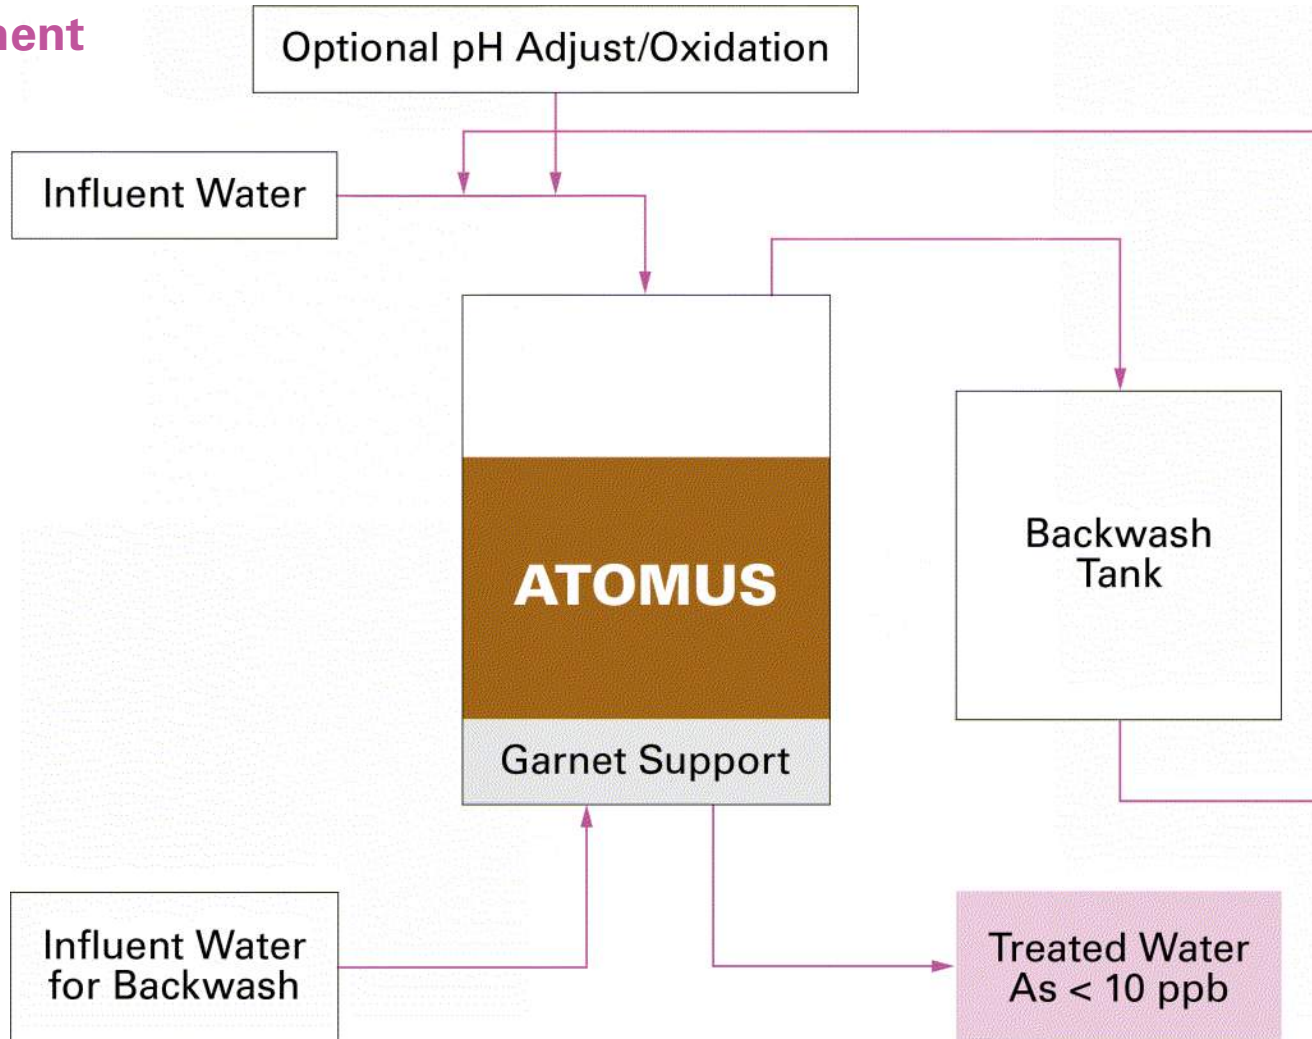 Optional pH Adjust/Oxidation
Influent Water
ATOMUS
Backwash
Tank
Garnet Support
Influent Water
for Backwash
Treated Water
As < 10 ppb